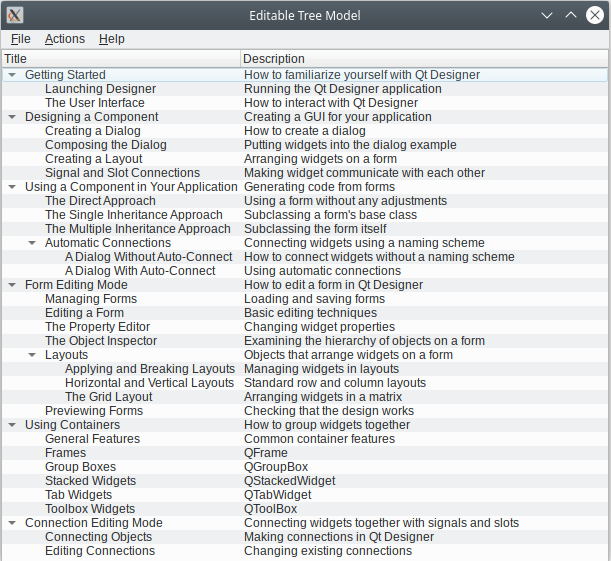 Editable Tree Model
File Actions Help
Title Description
Getting Started How to familiarize yourself with Qt Designer
Launching Designer Running the Qt Designer application
The User Interface How to interact with Qt Designer
Designing a Component Creating a GUI for your application
Creating a Dialog How to create a dialog
Composing the Dialog Putting widgets into the dialog example
Creating a Layout Arranging widgets on a form
Signal and Slot Connections Making widget communicate with each other
Using a Component in Your Application Generating code from forms
The Direct Approach Using a form without any adjustments
The Single Inheritance Approach Subclassing a form's base class
The Multiple Inheritance Approach Subclassing the form itself
Automatic Connections Connecting widgets using a naming scheme
A Dialog Without Auto-Connect How to connect widgets without a naming scheme
A Dialog With Auto-Connect Using automatic connections
Form Editing Mode How to edit a form in Qt Designer
Managing Forms Loading and saving forms
Editing a Form Basic editing techniques
The Property Editor Changing widget properties
The Object Inspector Examining the hierarchy of objects on a form
Layouts Objects that arrange widgets on a form
Applying and Breaking Layouts Managing widgets in layouts
Horizontal and Vertical Layouts Standard row and column layouts
The Grid Layout Arranging widgets in a matrix
Previewing Forms Checking that the design works
Using Containers How to group widgets together
General Features Common container features
Frames QFrame
Group Boxes QGroupBox
Stacked Widgets QStackedWidget
Tab Widgets QTabWidget
Toolbox Widgets QToolBox
Connection Editing Mode Connecting widgets together with signals and slots
Connecting Objects Making connections in Qt Designer
Editing Connections Changing existing connections